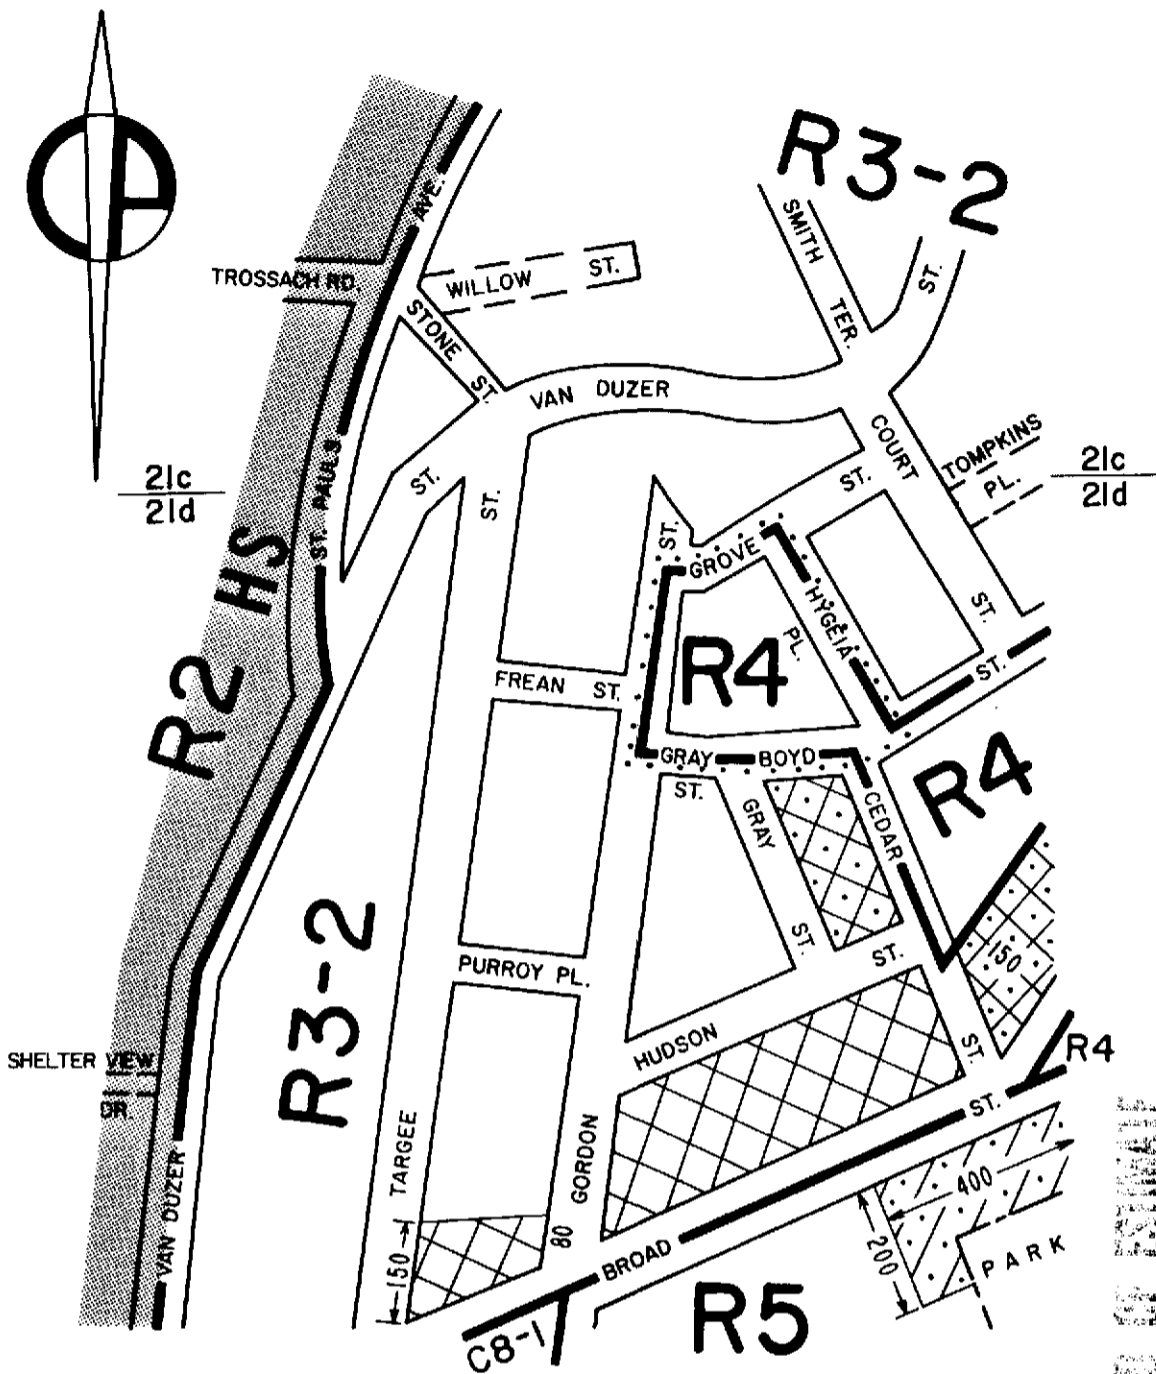 R3-2
SMITH
TER.
ST.
AVE.
TROSSACH RD.
WILLOW ST.
STONE
ST.
VAN DUZER
COURT
TOMPKINS
PL.
21c
21d
21c
21d
ST. PAULS
ST.
ST.
ST.
ST.
GROVE
HYGEIA
PL.
ST.
ST.
R2 HS
R4
FREAN ST.
GRAY
BOYD
ST.
GRAY
CEDAR
R4
ST.
ST.
150
R3-2
PURROY PL.
HUDSON
ST.
R4
SHELTER VIEW
DR.
VAN DUZER
TARGEE
GORDON
80
ST.
150
BROAD
400
200
PARK
R5
C8-1